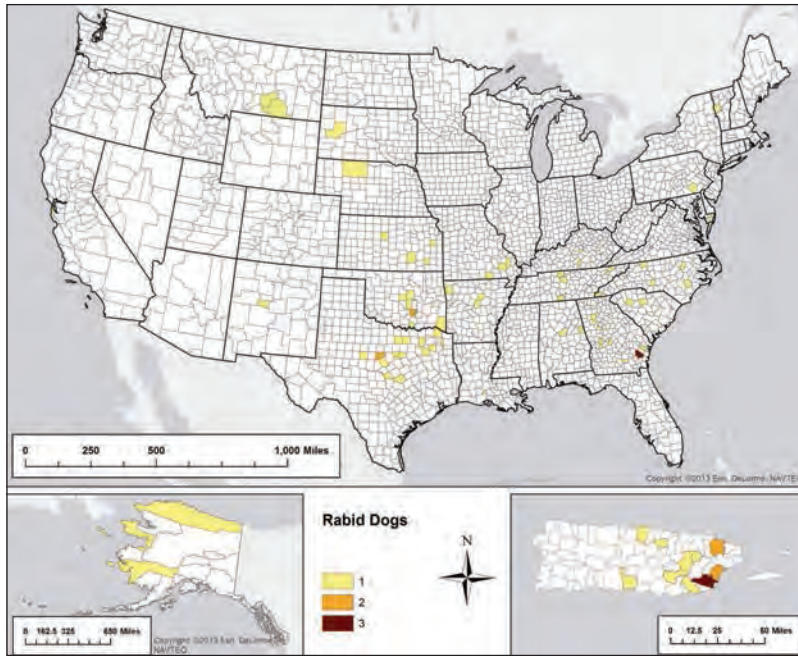 0 250 500 1,000 Miles
Copyright ©2013 Esri, DeLorme, NAVTEQ
Rabid Dogs
N
1
2
3
0 162.5 325 650 Miles
Copyright ©2013 Esri, DeLorme, NAVTEQ
0 12.5 25 50 Miles